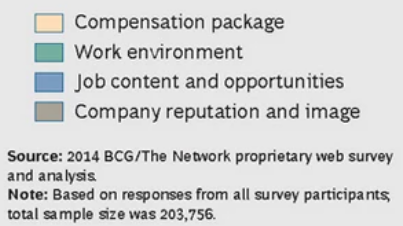 Compensation package
Work environment
Job content and opportunities
Company reputation and image
Source: 2014 BCG/The Network proprietary web survey
and analysis.
Note: Based on responses from all survey participants;
total sample size was 203,756.